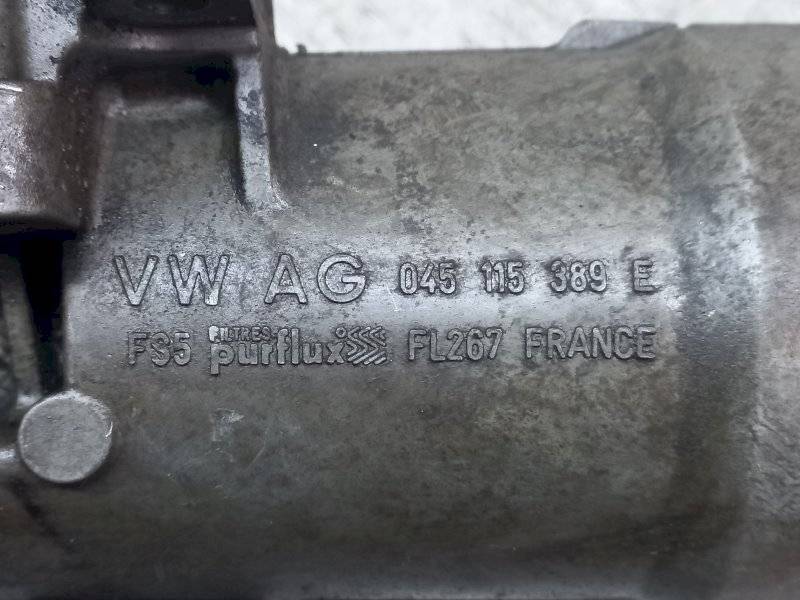 VW AG 045 115 389 E
FS5 FILTRES purflux FL267 FRANCE